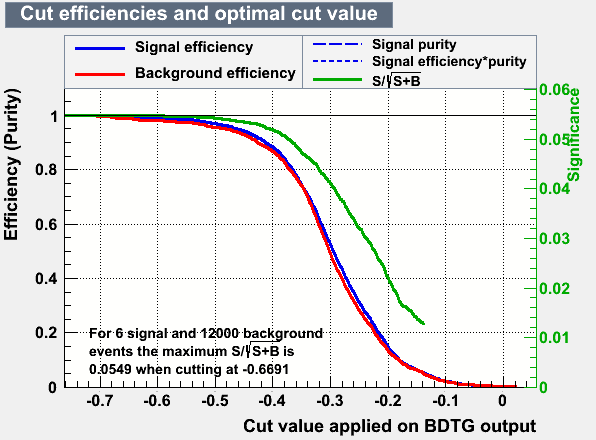 Cut efficiencies and optimal cut value
Signal efficiency
Background efficiency
Signal purity
Signal efficiency*purity
S/√S+B
Efficiency (Purity)
1
0.8
0.6
0.4
0.2
0
0.06
0.05
0.04
0.03
0.02
0.01
0
Significance
For 6 signal and 12000 background
events the maximum S/√S+B is
0.0549 when cutting at -0.6691
-0.7 -0.6 -0.5 -0.4 -0.3 -0.2 -0.1 0
Cut value applied on BDTG output